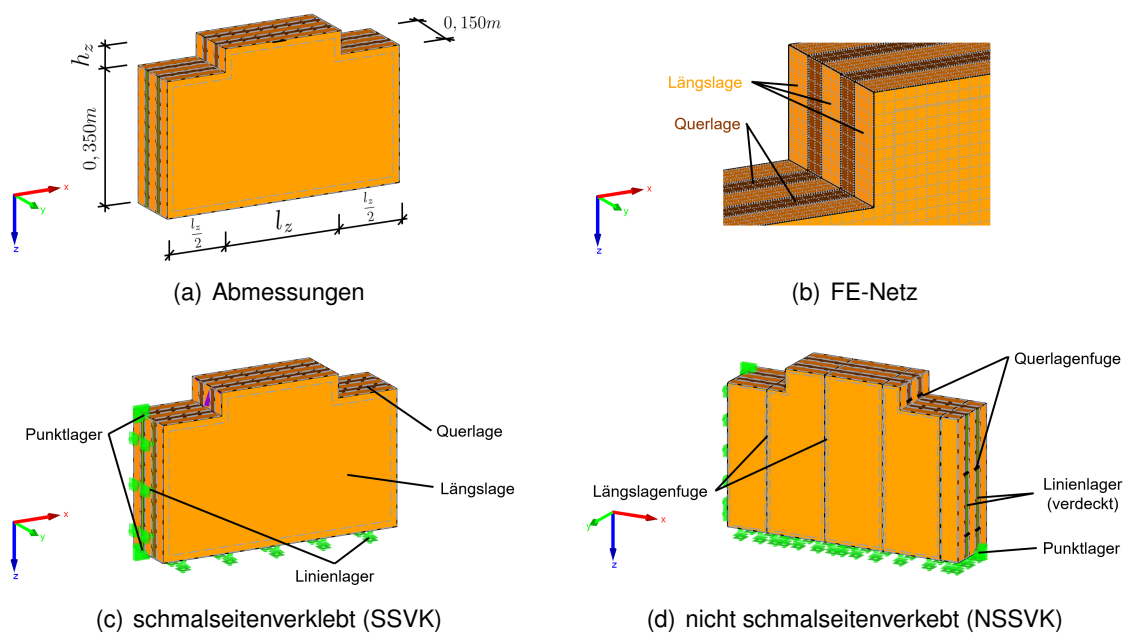 0,150m
h_z
0,350m
l_z/2
l_z
l_z/2
x
y
z
(a) Abmessungen
Längslage
Querlage
x
y
z
(b) FE-Netz
Punktlager
Querlage
Längslage
Linienlager
x
y
z
(c) schmalseitenverklebt (SSVK)
Querlagenfuge
Längslagenfuge
Linienlager
(verdeckt)
Punktlager
x
y
z
(d) nicht schmalseitenverkebt (NSSVK)